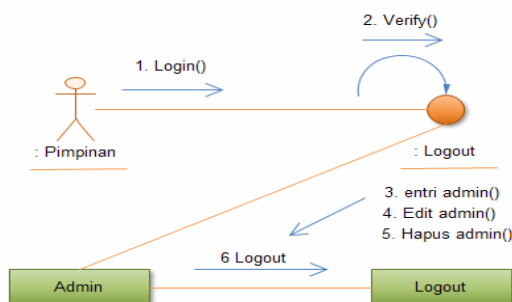 2. Verify()
1. Login()
: Pimpinan
: Logout
3. entri admin()
4. Edit admin()
5. Hapus admin()
6 Logout
Admin
Logout